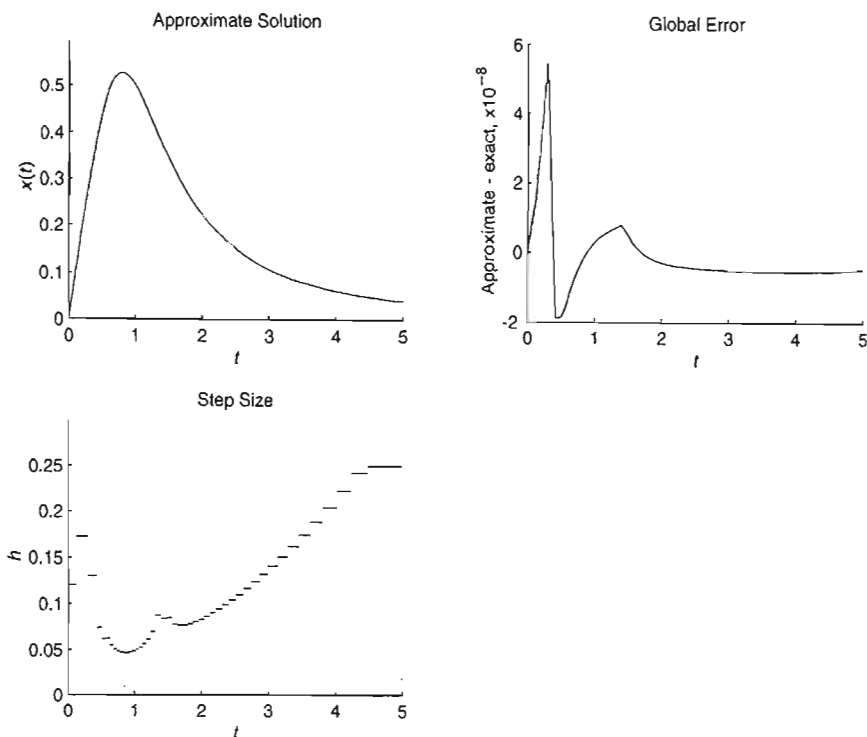 Approximate Solution
x(t)
0.5
0.4
0.3
0.2
0.1
0
0 1 2 3 4 5
t
Global Error
Approximate - exact, x10⁻⁸
6
4
2
0
-2
0 1 2 3 4 5
t
Step Size
h
0.25
0.2
0.15
0.1
0.05
0
0 1 2 3 4 5
t